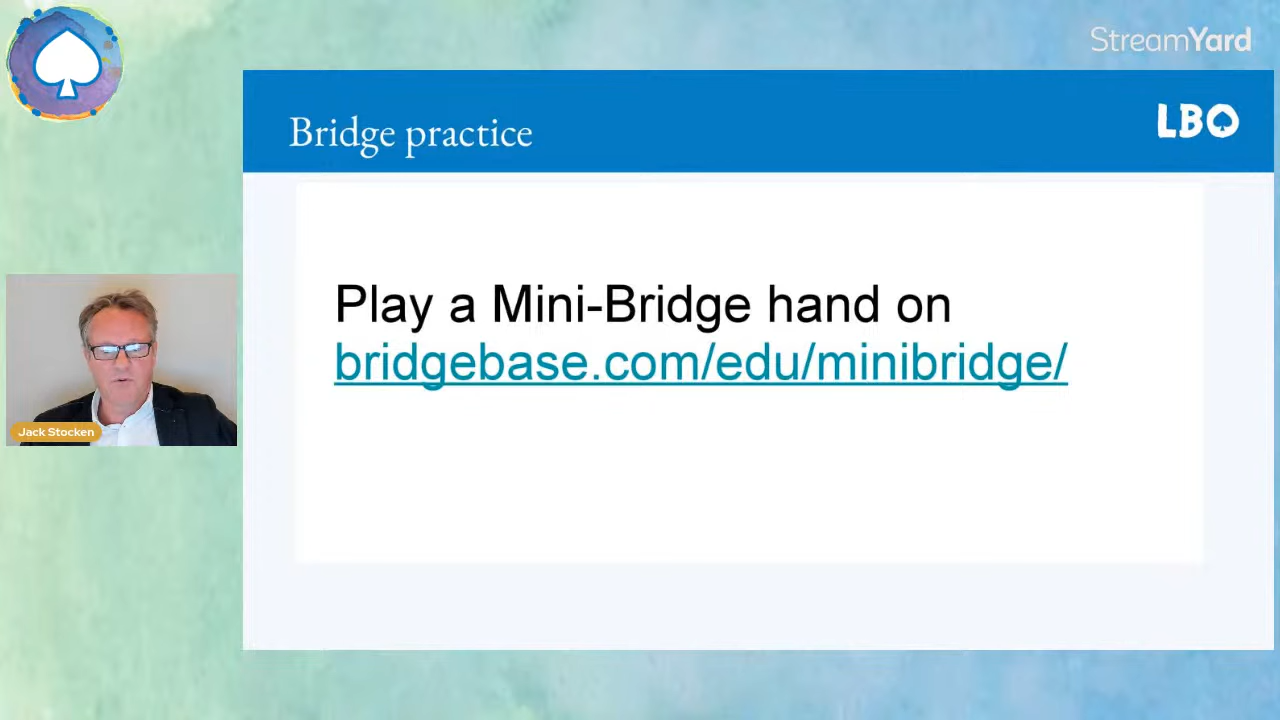 StreamYard
Bridge practice
LBO
Play a Mini-Bridge hand on
bridgebase.com/edu/minibridge/
Jack Stocken